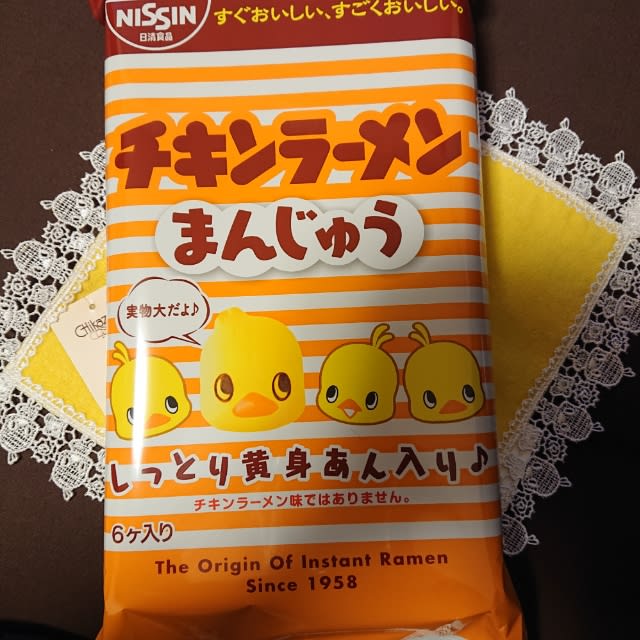 NISSIN
日清食品
すぐおいしい、すごくおいしい。
チキンラーメン
まんじゅう
実物大だよ♪
しっとり黄身あん入り♪
チキンラーメン味ではありません。
6ヶ入り
The Origin Of Instant Ramen
Since 1958